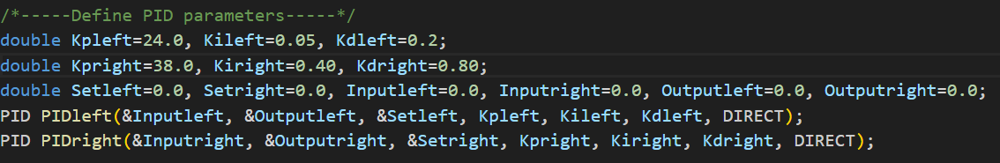 /*-----Define PID parameters-----*/
double Kpleft=24.0, Kileft=0.05, Kdleft=0.2;
double Kpright=38.0, Kiright=0.40, Kdright=0.80;
double Setleft=0.0, Setright=0.0, Inputleft=0.0, Inputright=0.0, Outputleft=0.0, Outputright=0.0;
PID PIDleft(&Inputleft, &Outputleft, &Setleft, Kpleft, Kileft, Kdleft, DIRECT);
PID PIDright(&Inputright, &Outputright, &Setright, Kpright, Kiright, Kdright, DIRECT);